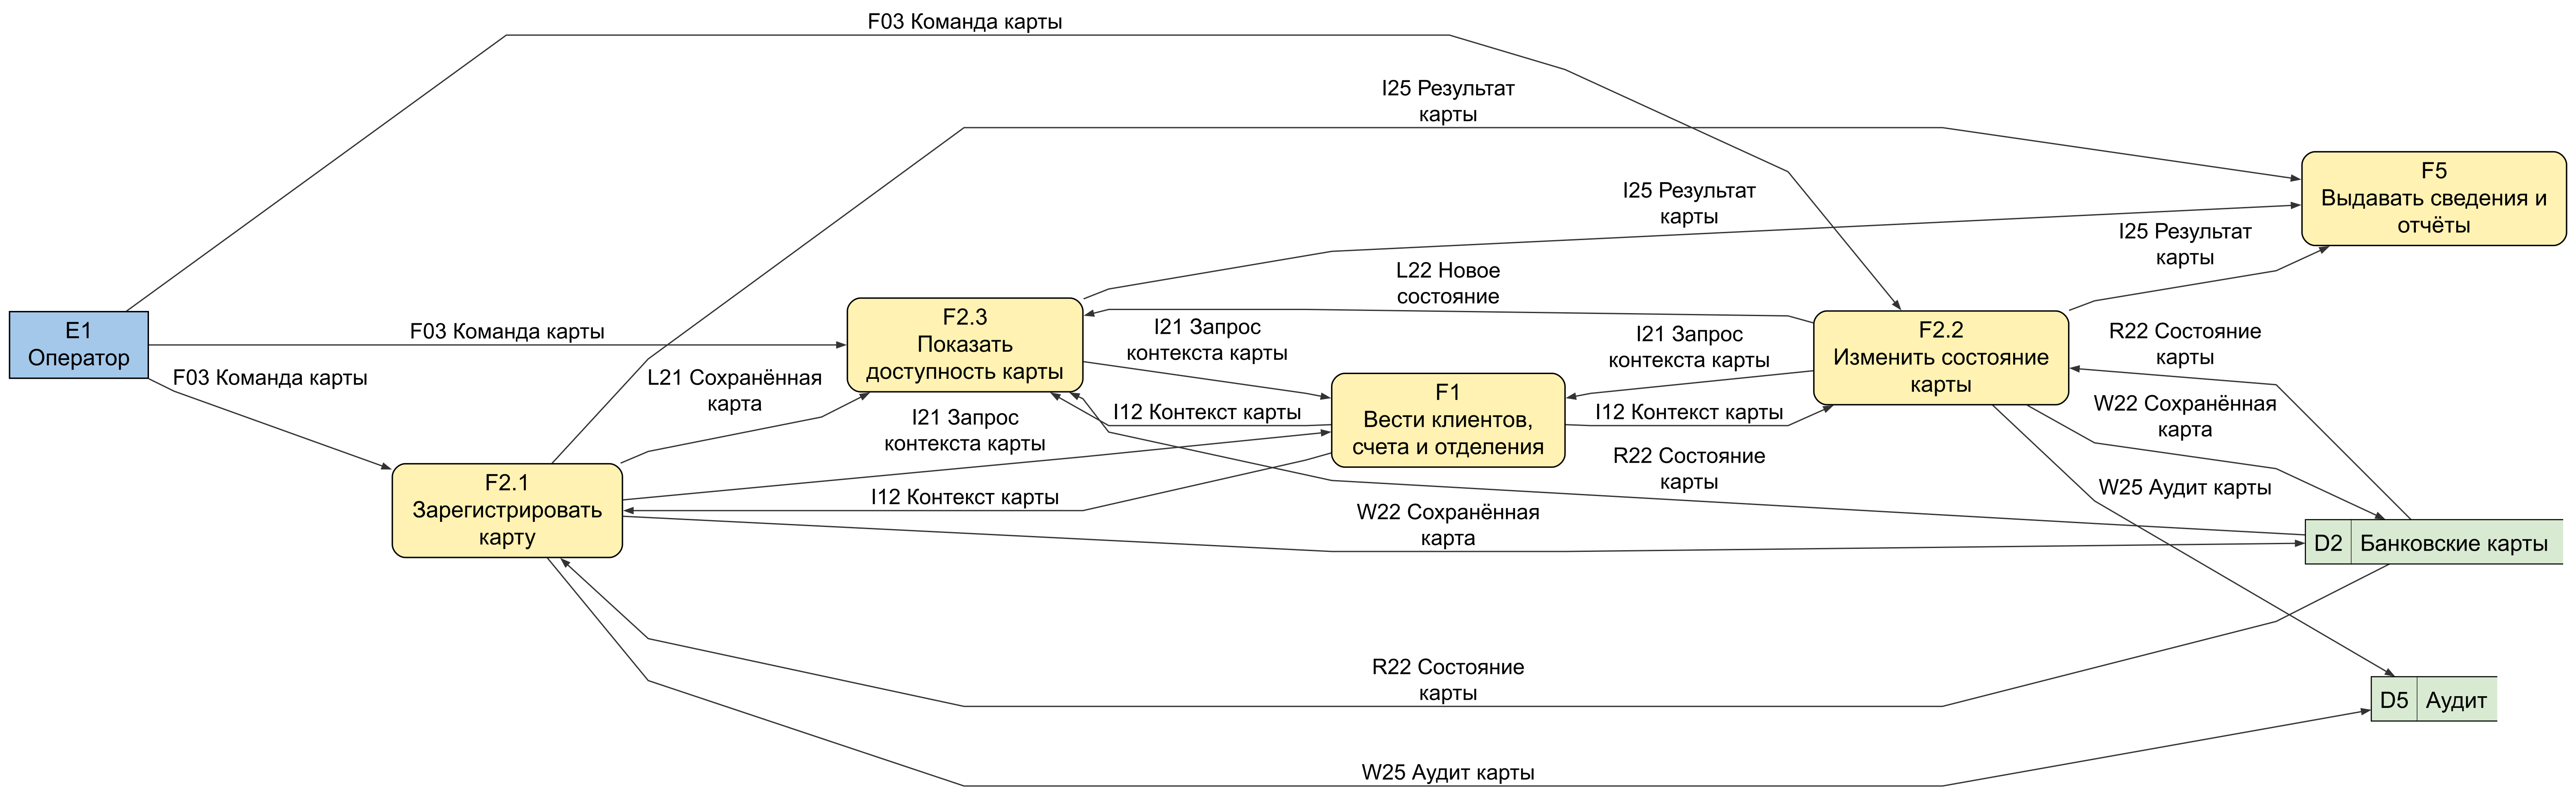 F03 Команда карты
I25 Результат
карты
F5
Выдавать сведения и
отчёты
I25 Результат
карты
I25 Результат
карты
L22 Новое
состояние
E1
Оператор
F03 Команда карты
F2.3
Показать
доступность карты
I21 Запрос
контекста карты
I21 Запрос
контекста карты
F2.2
Изменить состояние
карты
R22 Состояние
карты
F03 Команда карты
L21 Сохранённая
карта
F1
Вести клиентов,
счета и отделения
I12 Контекст карты
I12 Контекст карты
W22 Сохранённая
карта
I21 Запрос
контекста карты
R22 Состояние
карты
F2.1
Зарегистрировать
карту
I12 Контекст карты
W25 Аудит карты
W22 Сохранённая
карта
D2
Банковские карты
R22 Состояние
карты
D5
Аудит
W25 Аудит карты